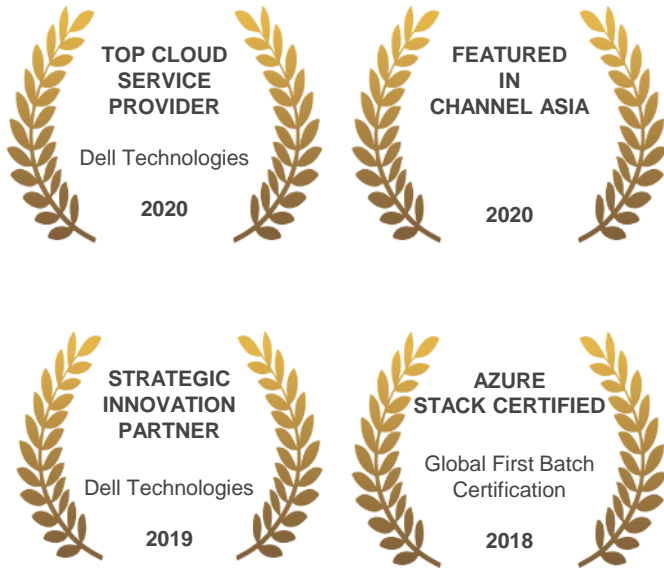 TOP CLOUD
SERVICE
PROVIDER
Dell Technologies
2020
FEATURED
IN
CHANNEL ASIA
2020
STRATEGIC
INNOVATION
PARTNER
Dell Technologies
2019
AZURE
STACK CERTIFIED
Global First Batch
Certification
2018